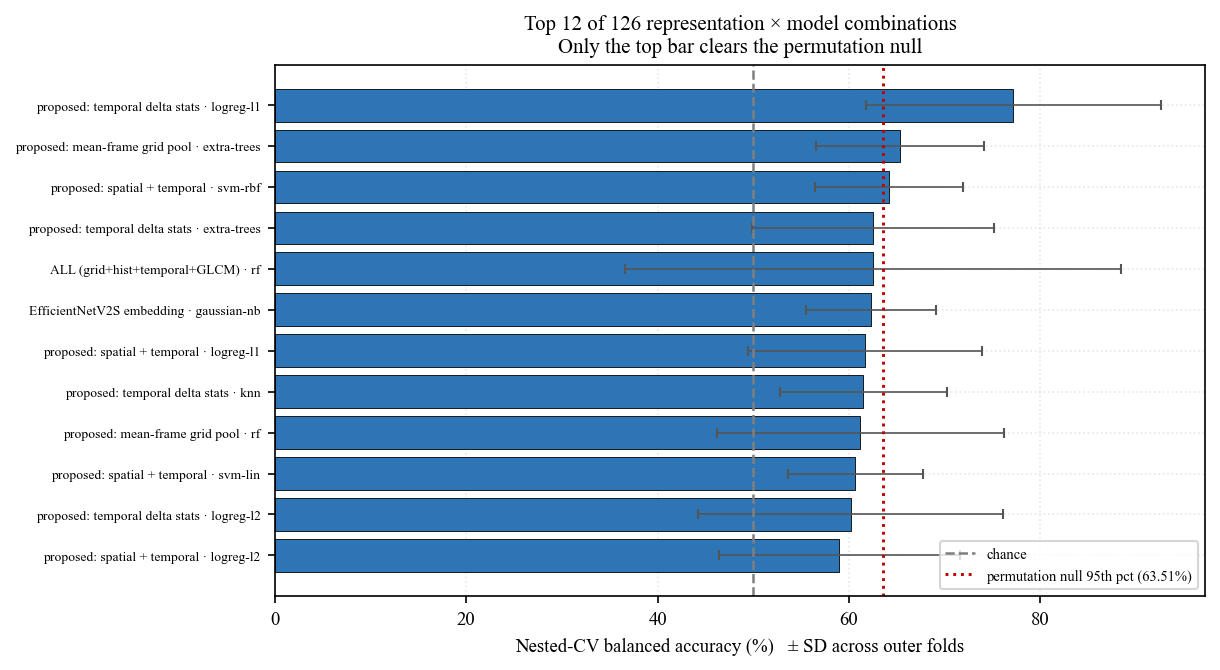 Top 12 of 126 representation × model combinations
Only the top bar clears the permutation null
proposed: temporal delta stats · logreg-l1
proposed: mean-frame grid pool · extra-trees
proposed: spatial + temporal · svm-rbf
proposed: temporal delta stats · extra-trees
ALL (grid+hist+temporal+GLCM) · rf
EfficientNetV2S embedding · gaussian-nb
proposed: spatial + temporal · logreg-l1
proposed: temporal delta stats · knn
proposed: mean-frame grid pool · rf
proposed: spatial + temporal · svm-lin
proposed: temporal delta stats · logreg-l2
proposed: spatial + temporal · logreg-l2
chance
permutation null 95th pct (63.51%)
0 20 40 60 80
Nested-CV balanced accuracy (%) ± SD across outer folds